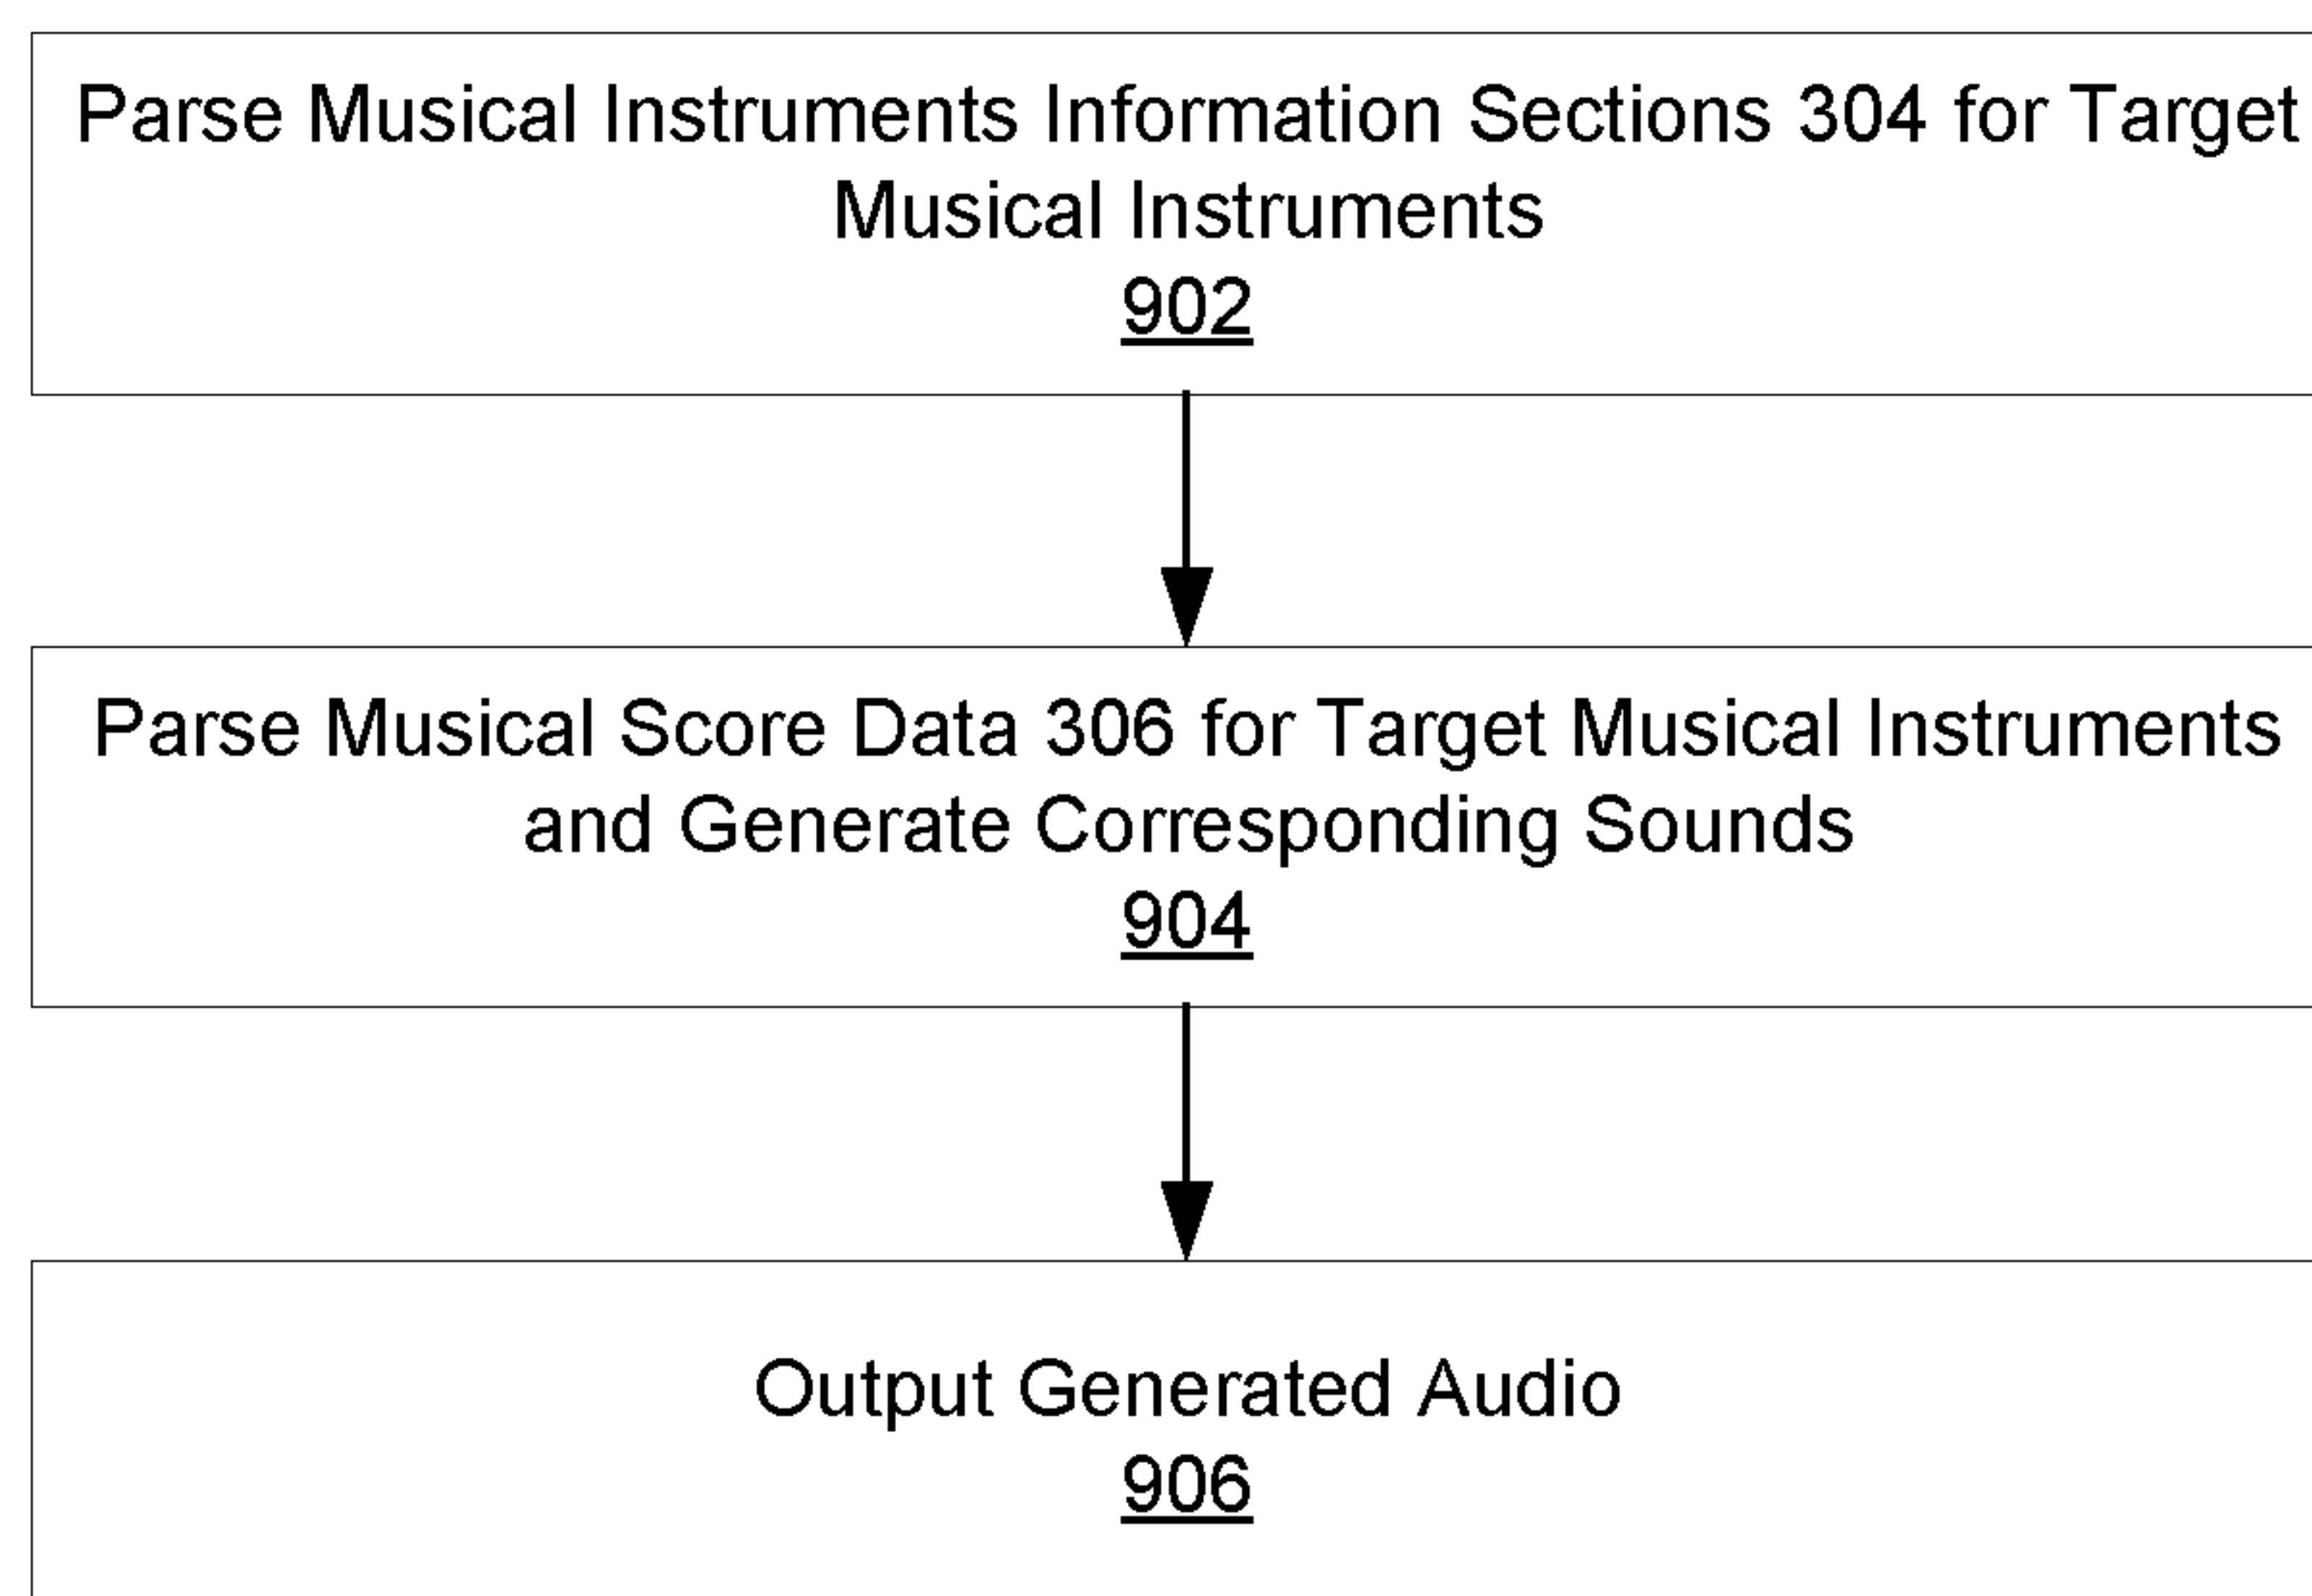 Parse Musical Instruments Information Sections 304 for Target
Musical Instruments
902
Parse Musical Score Data 306 for Target Musical Instruments
and Generate Corresponding Sounds
904
Output Generated Audio
906